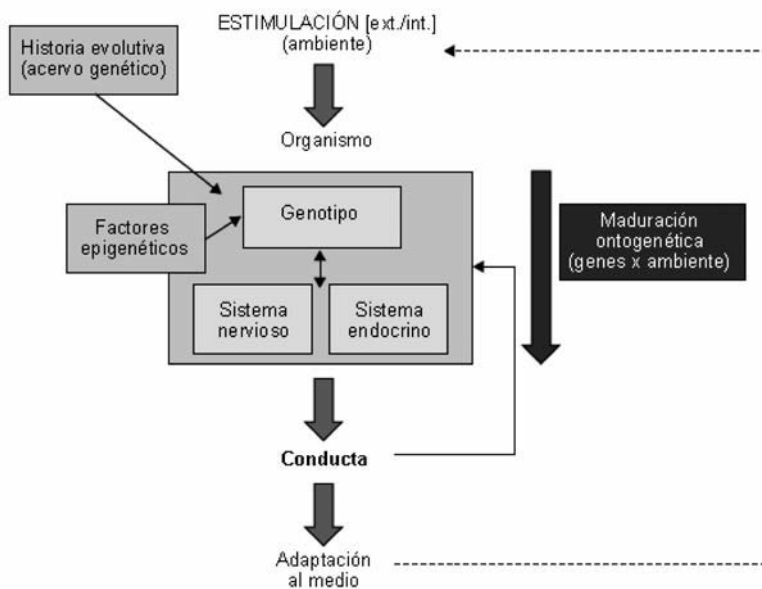 ESTIMULACIÓN [ext./int.]
(ambiente)
Historia evolutiva
(acervo genético)
Organismo
Genotipo
Factores
epigenéticos
Maduración
ontogenética
(genes x ambiente)
Sistema
nervioso
Sistema
endocrino
Conducta
Adaptación
al medio